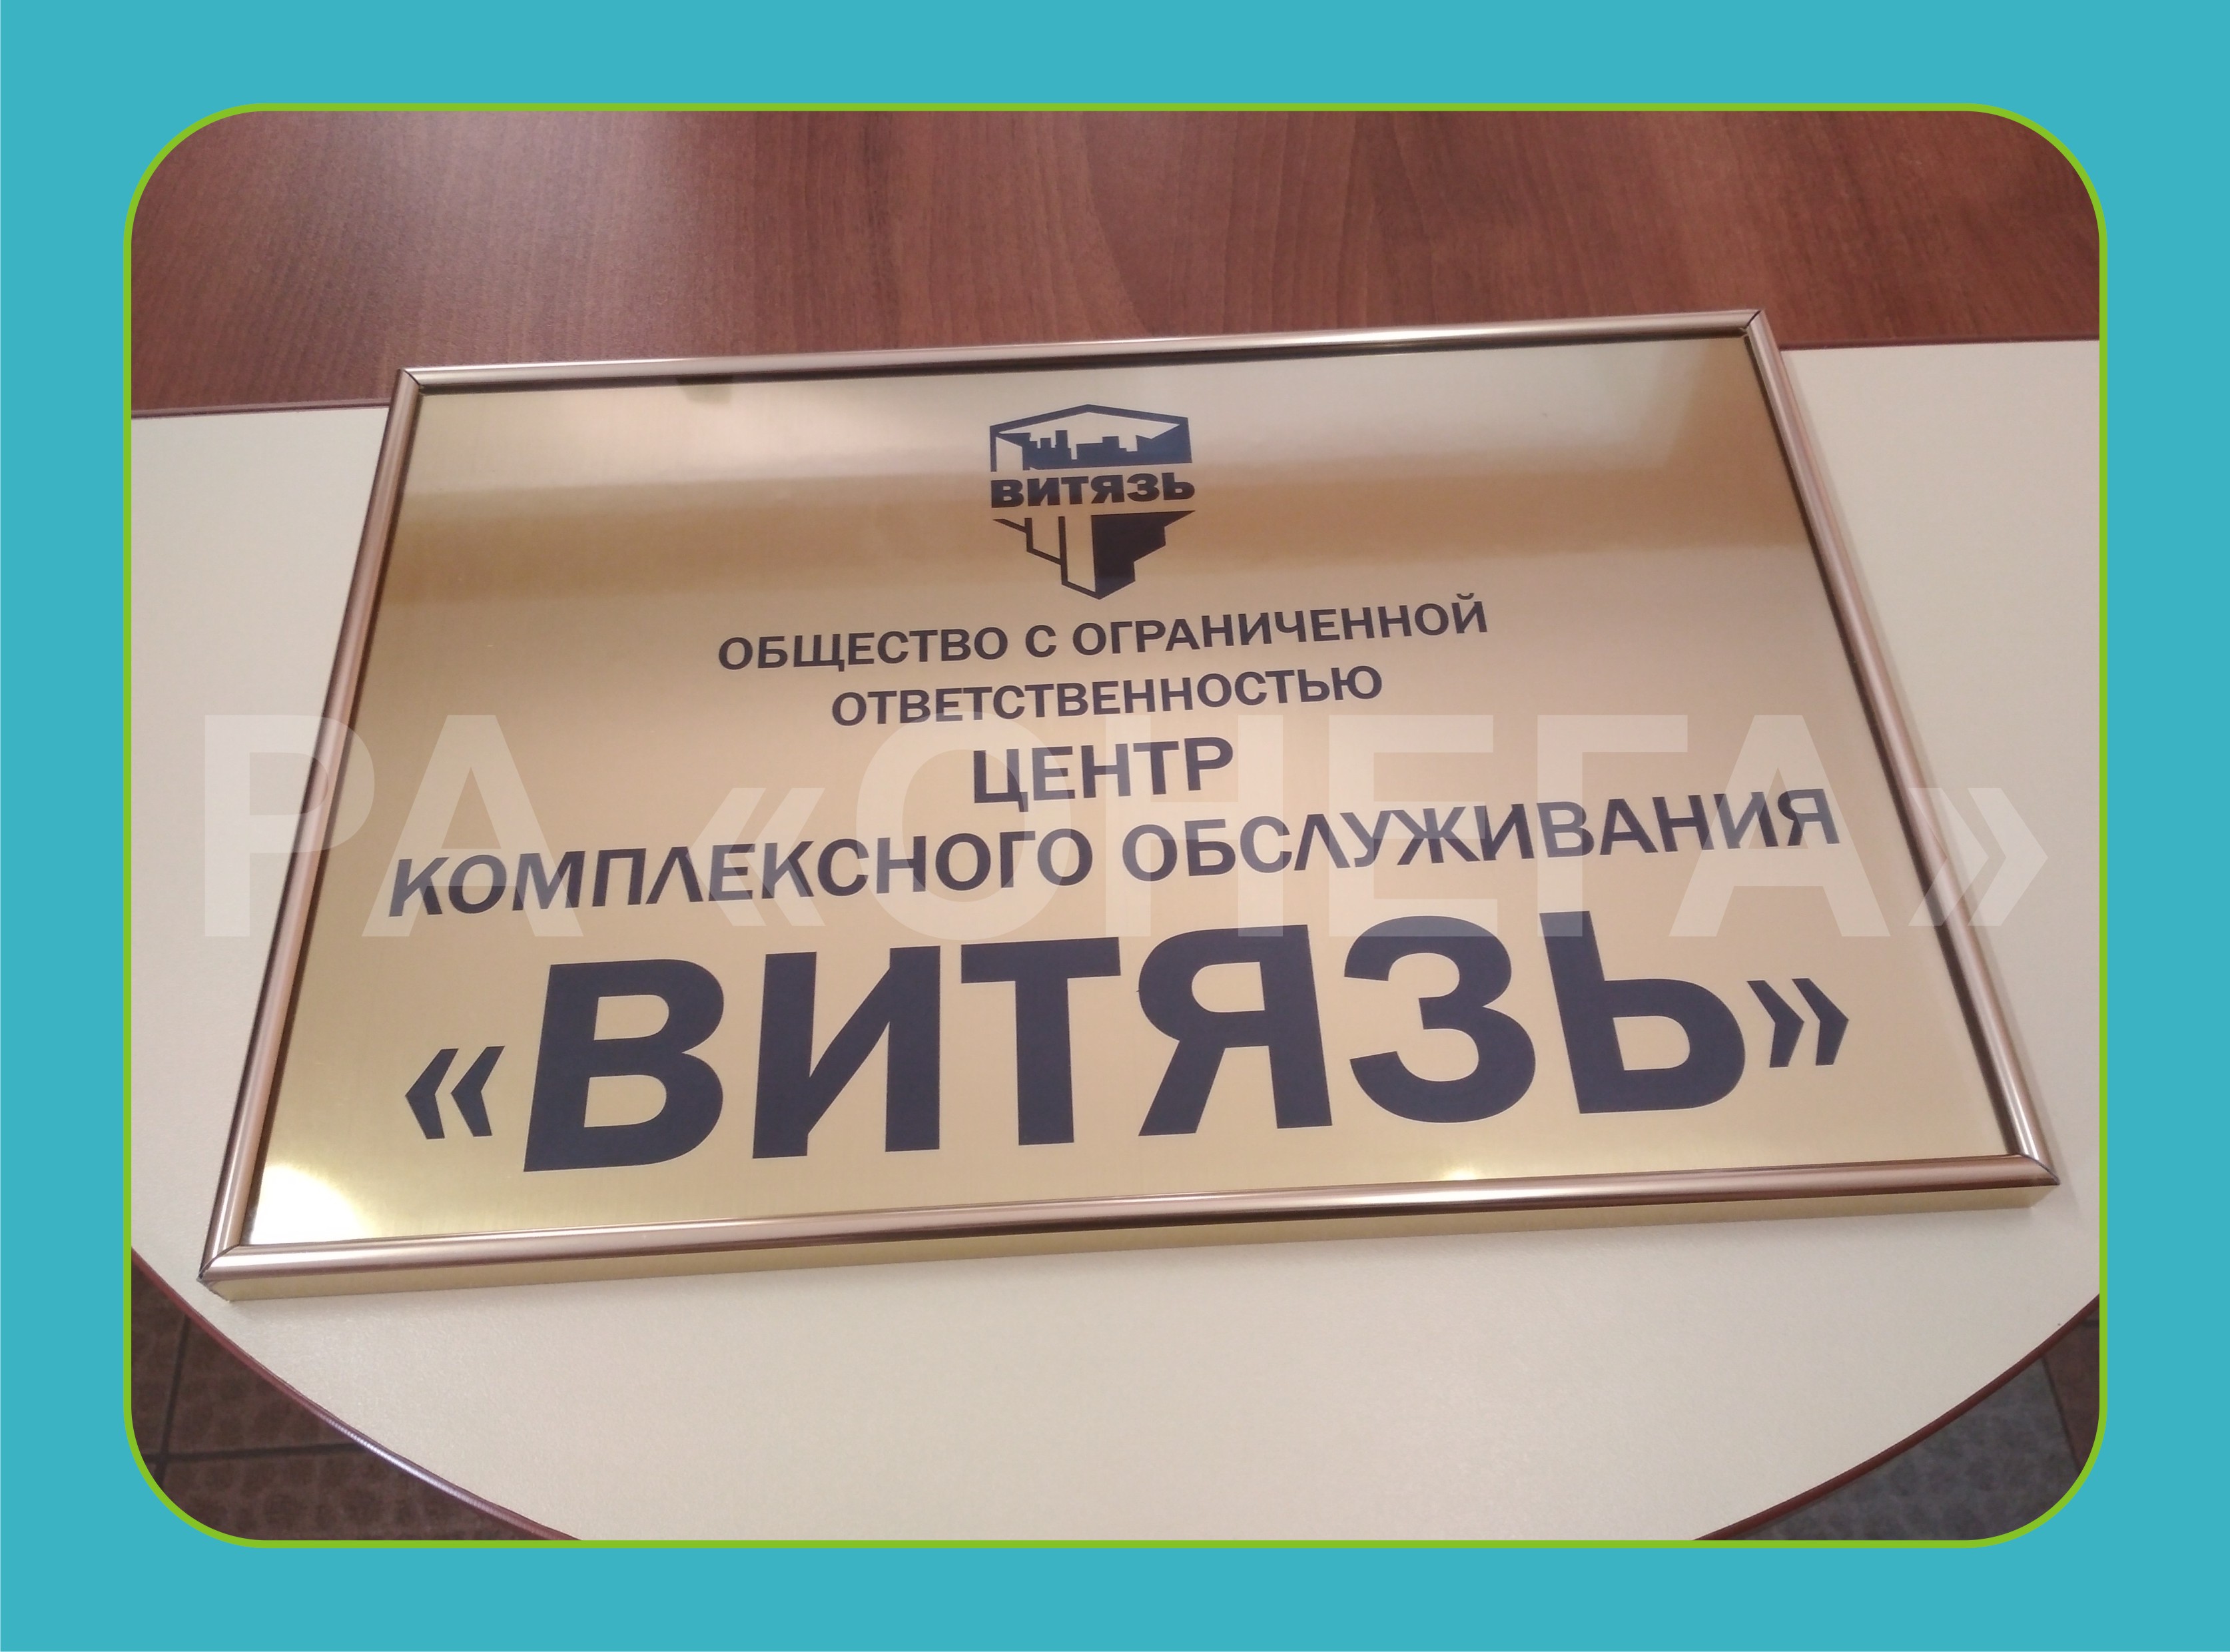 ВИТЯЗЬ
ОБЩЕСТВО С ОГРАНИЧЕННОЙ
ОТВЕТСТВЕННОСТЬЮ
ЦЕНТР
КОМПЛЕКСНОГО ОБСЛУЖИВАНИЯ
«ВИТЯЗЬ»
РА «ОНЕГА»